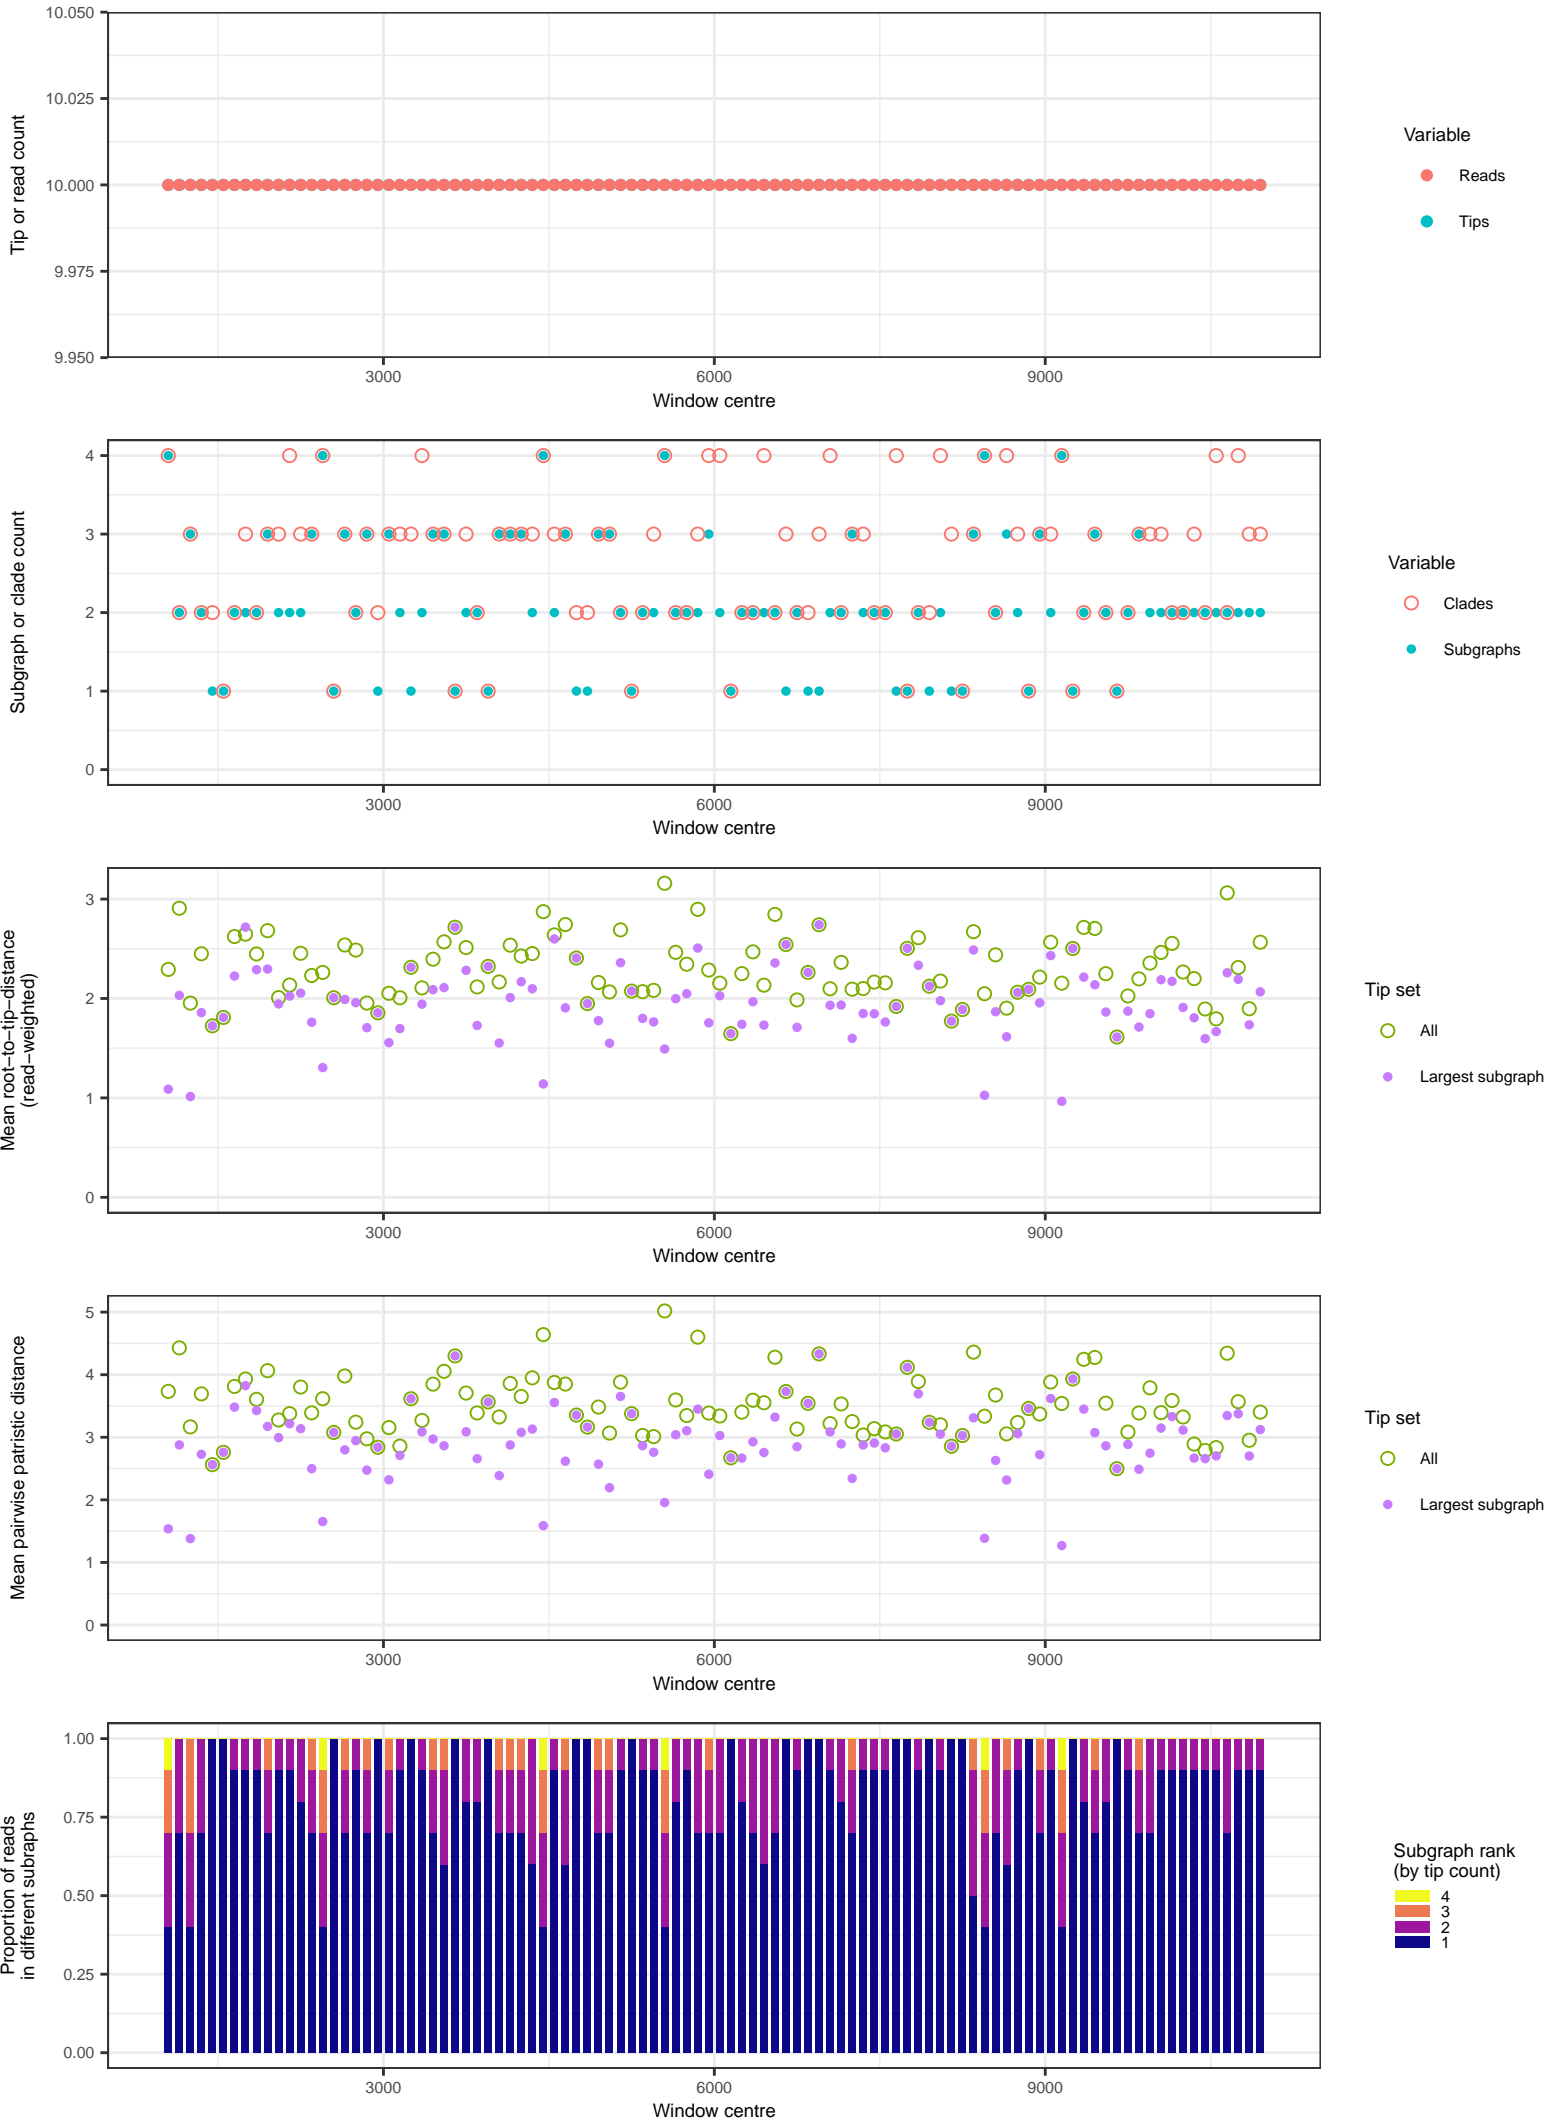 10.050
10.025
10.000
9.975
9.950
Tip or read count
3000
6000
9000
Window centre
Variable
Reads
Tips
4
3
2
1
0
Subgraph or clade count
3000
6000
9000
Window centre
Variable
Clades
Subgraphs
3
2
1
0
Mean root−to−tip−distance
(read−weighted)
3000
6000
9000
Window centre
Tip set
All
Largest subgraph
5
4
3
2
1
0
Mean pairwise patristic distance
3000
6000
9000
Window centre
Tip set
All
Largest subgraph
1.00
0.75
0.50
0.25
0.00
Proportion of reads
in different subraphs
3000
6000
9000
Window centre
Subgraph rank
(by tip count)
4
3
2
1